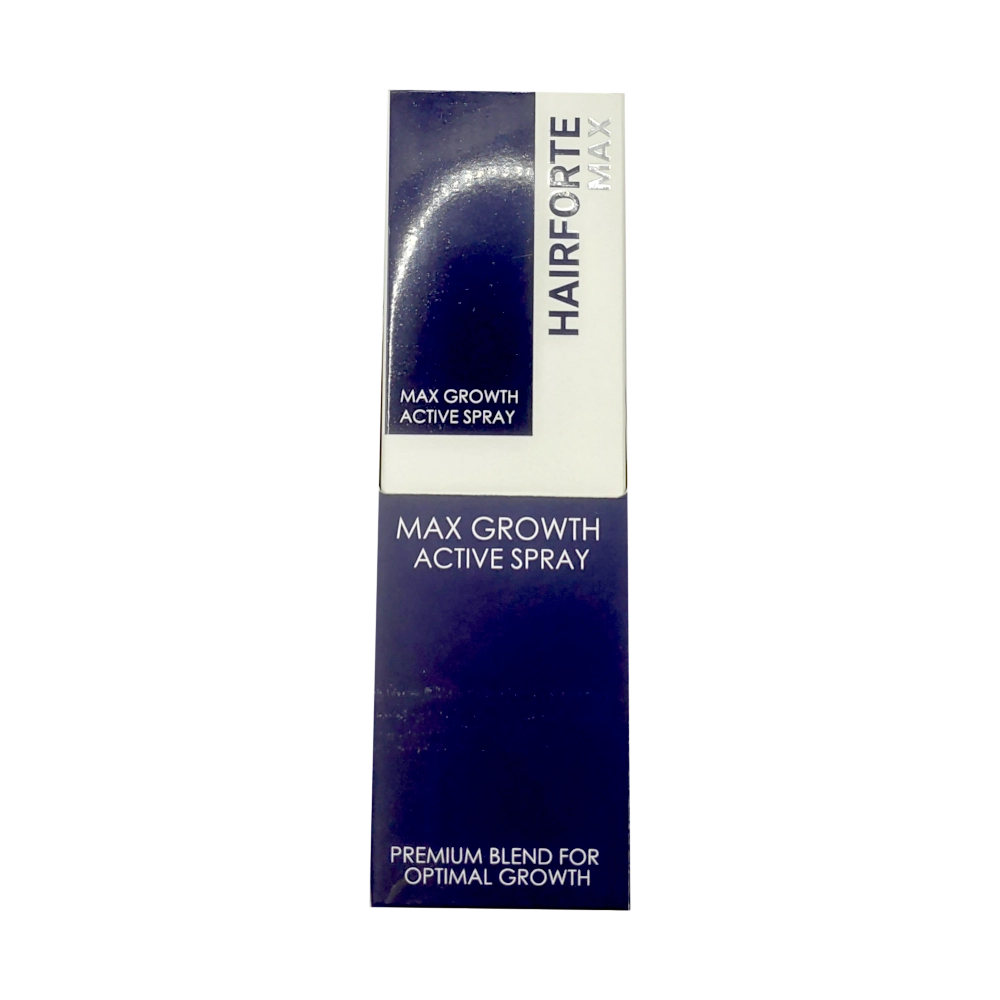 HAIRFORTE
MAX
MAX GROWTH
ACTIVE SPRAY
MAX GROWTH
ACTIVE SPRAY
PREMIUM BLEND FOR
OPTIMAL GROWTH